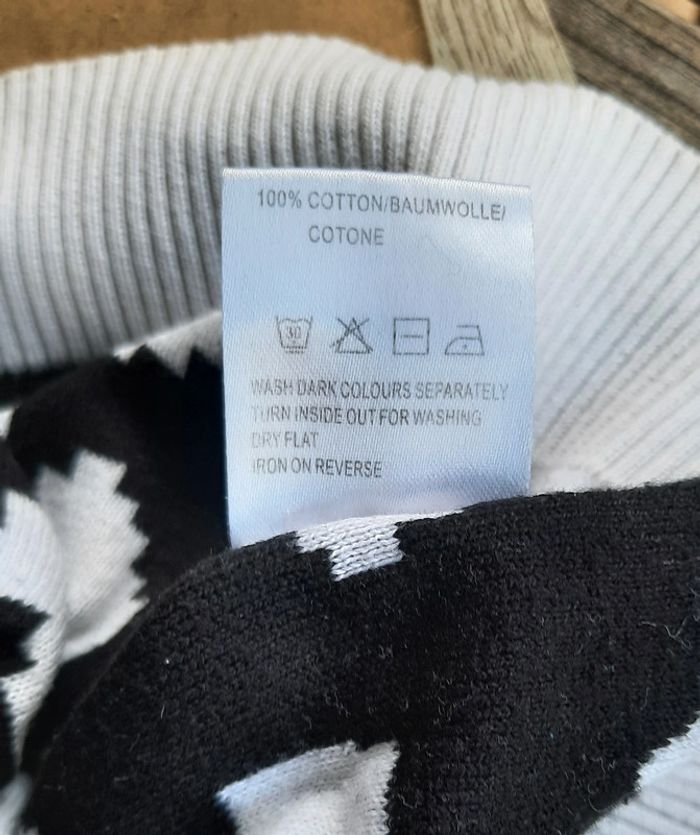 100% COTTON/BAUMWOLLE/
COTONE
30
WASH DARK COLOURS SEPARATELY
TURN INSIDE OUT FOR WASHING
DRY FLAT
IRON ON REVERSE